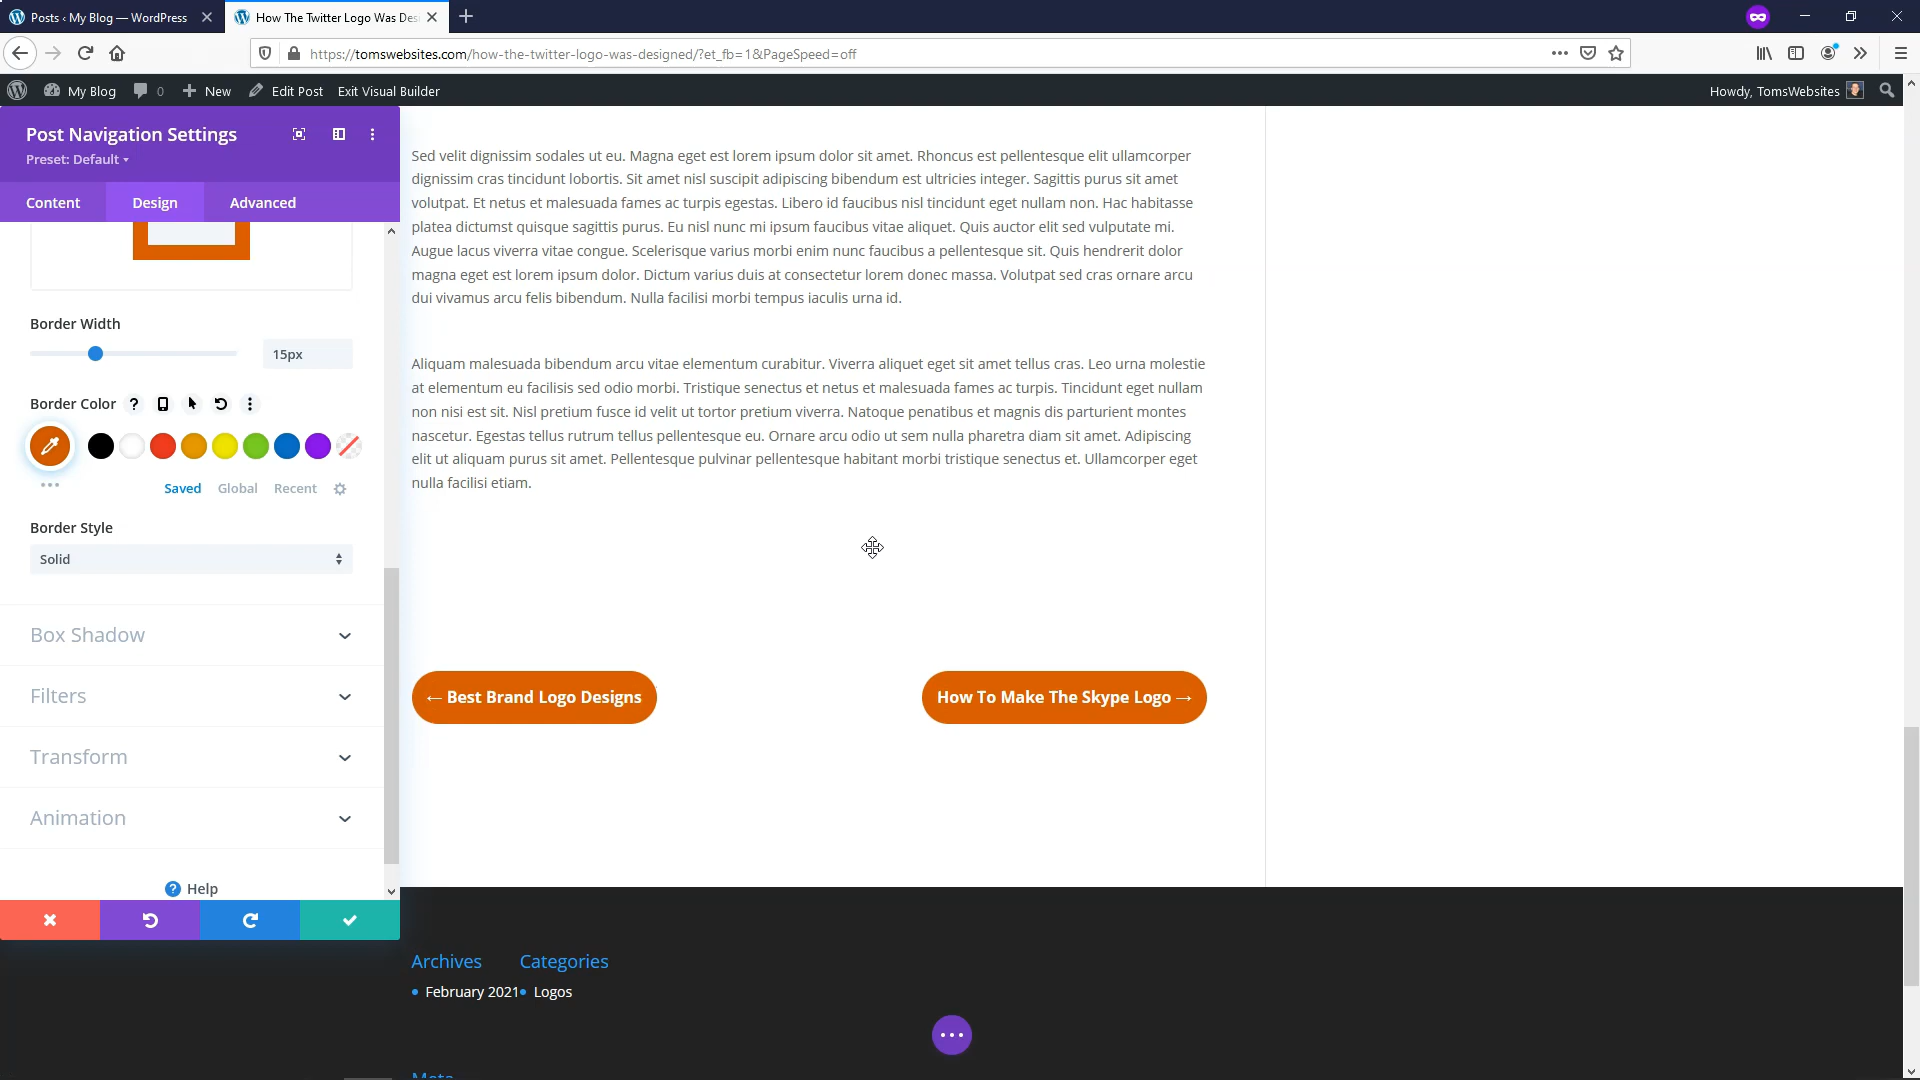 Posts ‹ My Blog — WordPress
How The Twitter Logo Was Des
https://tomswebsites.com/how-the-twitter-logo-was-designed/?et_fb=1&PageSpeed=off
My Blog
0
New
Edit Post
Exit Visual Builder
Howdy, TomsWebsites
Post Navigation Settings
Preset: Default
Content
Design
Advanced
Border Width
15px
Border Color
Saved
Global
Recent
Border Style
Solid
Box Shadow
Filters
Transform
Animation
Help
Sed velit dignissim sodales ut eu. Magna eget est lorem ipsum dolor sit amet. Rhoncus est pellentesque elit ullamcorper
dignissim cras tincidunt lobortis. Sit amet nisl suscipit adipiscing bibendum est ultricies integer. Sagittis purus sit amet
volutpat. Et netus et malesuada fames ac turpis egestas. Libero id faucibus nisl tincidunt eget nullam non. Hac habitasse
platea dictumst quisque sagittis purus. Eu nisl nunc mi ipsum faucibus vitae aliquet. Quis auctor elit sed vulputate mi.
Augue lacus viverra vitae congue. Scelerisque varius morbi enim nunc faucibus a pellentesque sit. Quis hendrerit dolor
magna eget est lorem ipsum dolor. Dictum varius duis at consectetur lorem donec massa. Volutpat sed cras ornare arcu
dui vivamus arcu felis bibendum. Nulla facilisi morbi tempus iaculis urna id.
Aliquam malesuada bibendum arcu vitae elementum curabitur. Viverra aliquet eget sit amet tellus cras. Leo urna molestie
at elementum eu facilisis sed odio morbi. Tristique senectus et netus et malesuada fames ac turpis. Tincidunt eget nullam
non nisi est sit. Nisl pretium fusce id velit ut tortor pretium viverra. Natoque penatibus et magnis dis parturient montes
nascetur. Egestas tellus rutrum tellus pellentesque eu. Ornare arcu odio ut sem nulla pharetra diam sit amet. Adipiscing
elit ut aliquam purus sit amet. Pellentesque pulvinar pellentesque habitant morbi tristique senectus et. Ullamcorper eget
nulla facilisi etiam.
← Best Brand Logo Designs
How To Make The Skype Logo →
Archives
Categories
February 2021
Logos